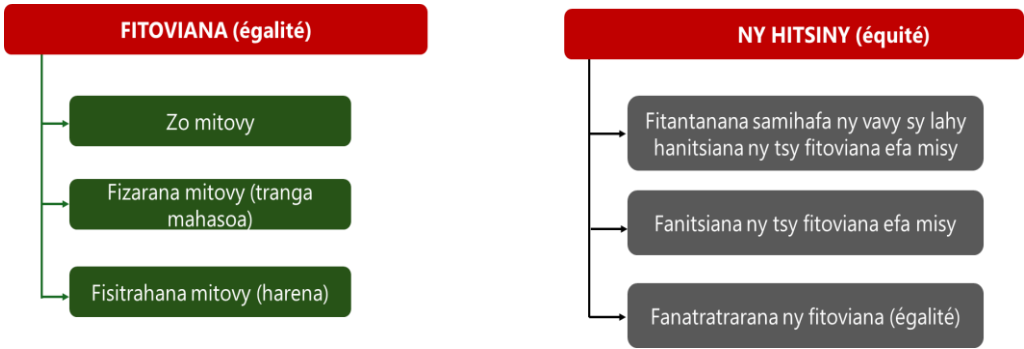 FITOVIANA (égalité)
Zo mitovy
Fizarana mitovy (tranga
mahasoa)
Fisitrahana mitovy (harena)
NY HITSINY (équité)
Fitantanana samihafa ny vavy sy lahy
hanitsiana ny tsy fitoviana efa misy
Fanitsiana ny tsy fitoviana efa misy
Fanatratrarana ny fitoviana (égalité)